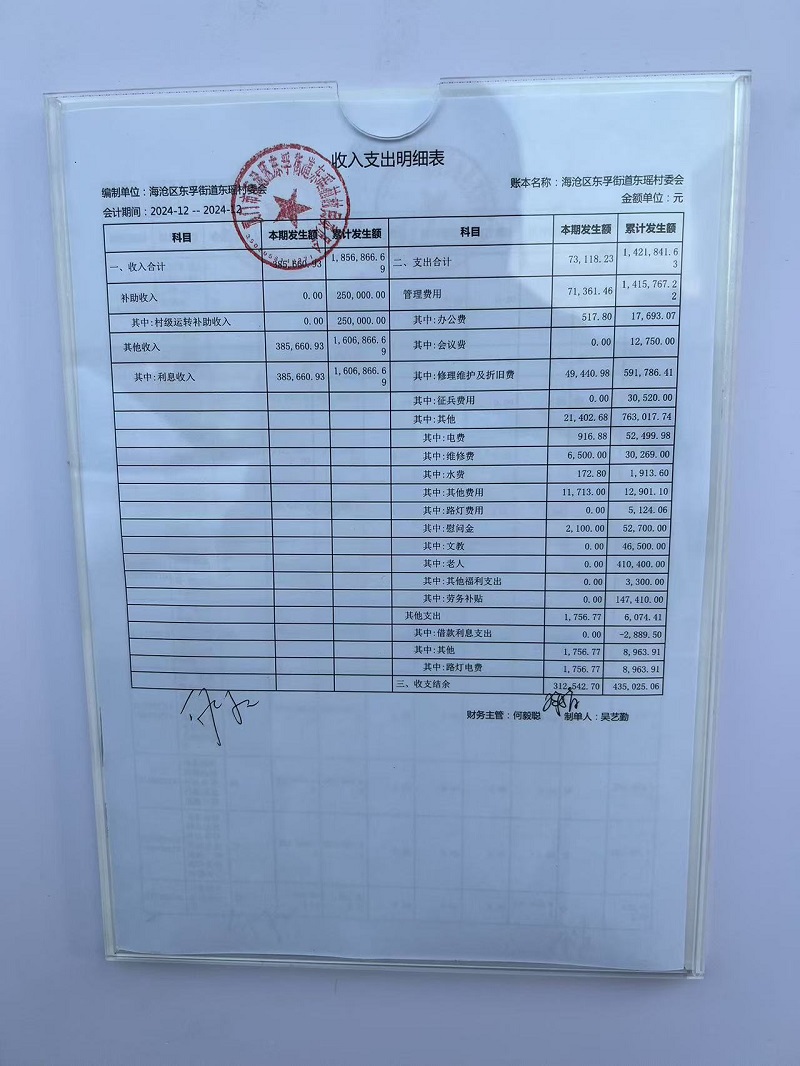 收入支出明细表
编制单位：海沧区东孚街道东瑶村委会 账本名称：海沧区东孚街道东瑶村委会
会计期间：2024-12 -- 2024-12 金额单位：元
科目 本期发生额 累计发生额 科目 本期发生额 累计发生额
一、收入合计 385,660.93 1,856,866.69 二、支出合计 73,118.23 1,421,841.63
补助收入 0.00 250,000.00 管理费用 71,361.46 1,415,767.22
其中:村级运转补助收入 0.00 250,000.00 其中:办公费 517.80 17,693.07
其他收入 385,660.93 1,606,866.69 其中:会议费 0.00 12,750.00
其中:利息收入 385,660.93 1,606,866.69 其中:修理维护及折旧费 49,440.98 591,786.41
其中:征兵费用 0.00 30,520.00
其中:其他 21,402.68 763,017.74
其中:电费 916.88 52,499.98
其中:维修费 6,500.00 30,269.00
其中:水费 172.80 1,913.60
其中:其他费用 11,713.00 12,901.10
其中:路灯费用 0.00 5,124.06
其中:慰问金 2,100.00 52,700.00
其中:文教 0.00 46,500.00
其中:老人 0.00 410,400.00
其中:其他福利支出 0.00 3,300.00
其中:劳务补贴 0.00 147,410.00
其他支出 1,756.77 6,074.41
其中:借款利息支出 0.00 -2,889.50
其中:其他 1,756.77 8,963.91
其中:路灯电费 1,756.77 8,963.91
三、收支结余 312,542.70 435,025.06
财务主管：何毅聪 制单人：吴艺勤